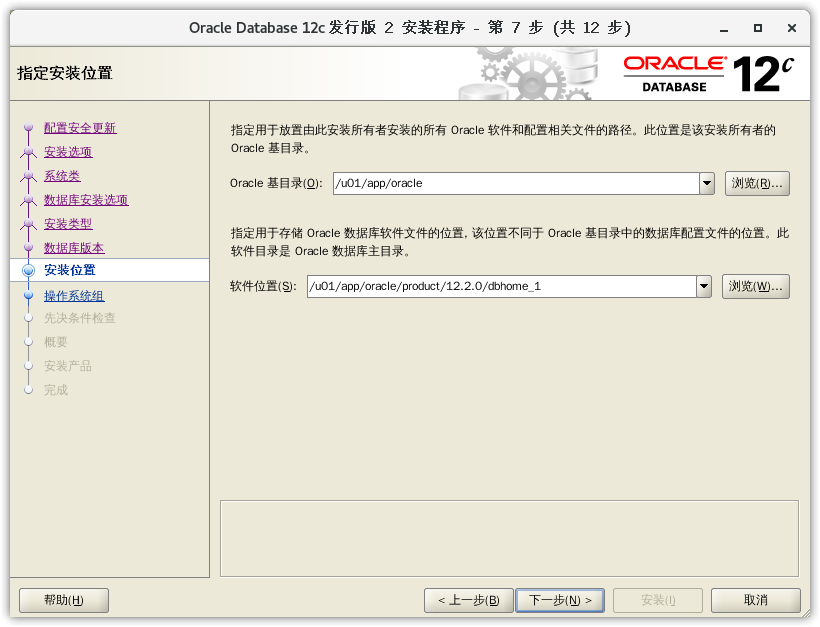 Oracle Database 12c 发行版 2 安装程序 - 第 7 步 (共 12 步)
指定安装位置
ORACLE®
DATABASE
12c
配置安全更新
安装选项
系统类
数据库安装选项
安装类型
数据库版本
安装位置
操作系统组
先决条件检查
概要
安装产品
完成
指定用于放置由此安装所有者安装的所有 Oracle 软件和配置相关文件的路径。此位置是该安装所有者的
Oracle 基目录。
Oracle 基目录(O): /u01/app/oracle 浏览(R)...
指定用于存储 Oracle 数据库软件文件的位置, 该位置不同于 Oracle 基目录中的数据库配置文件的位置。此
软件目录是 Oracle 数据库主目录。
软件位置(S): /u01/app/oracle/product/12.2.0/dbhome_1 浏览(W)...
帮助(H) < 上一步(B) 下一步(N) > 安装(I) 取消